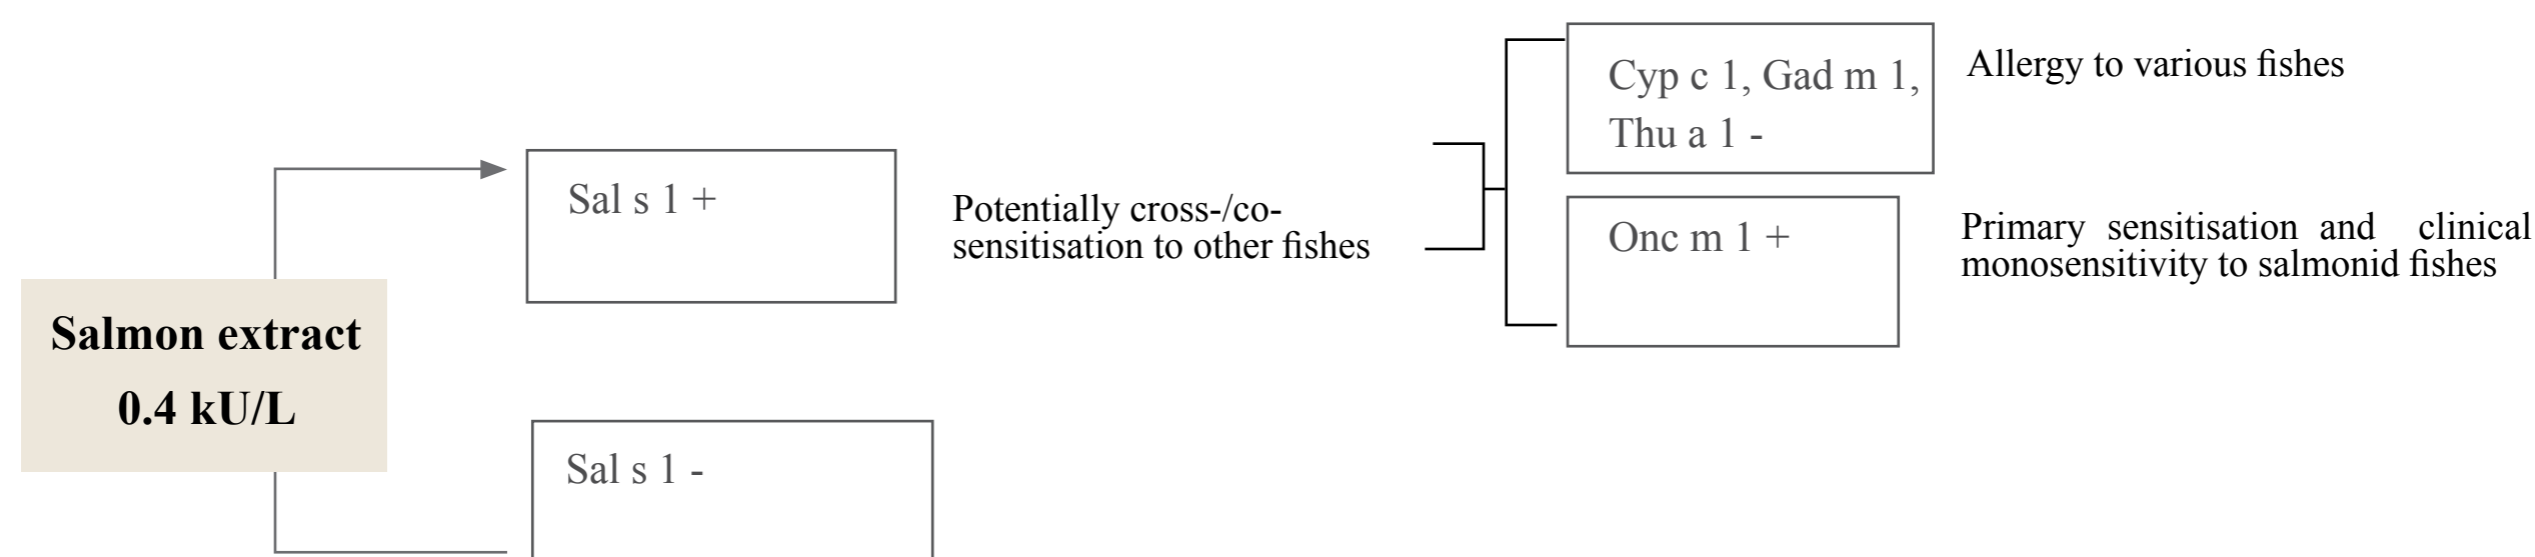 Cyp c 1, Gad m 1,
Thu a 1 -
Allergy to various fishes
Sal s 1 +
Potentially cross-/co-
sensitisation to other fishes
Onc m 1 +
Primary sensitisation and clinical
monosensitivity to salmonid fishes
Salmon extract
0.4 kU/L
Sal s 1 -